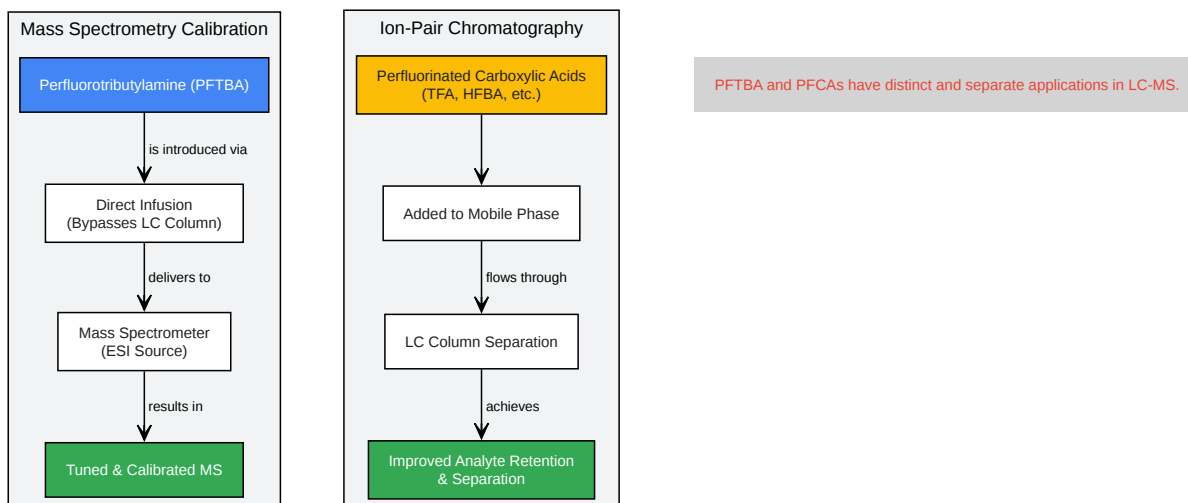 Mass Spectrometry Calibration
Perfluorotributylamine (PFTBA)
is introduced via
Direct Infusion
(Bypasses LC Column)
delivers to
Mass Spectrometer
(ESI Source)
results in
Tuned & Calibrated MS
Ion-Pair Chromatography
Perfluorinated Carboxylic Acids
(TFA, HFBA, etc.)
Added to Mobile Phase
flows through
LC Column Separation
achieves
Improved Analyte Retention
& Separation
PFTBA and PFCAs have distinct and separate applications in LC-MS.